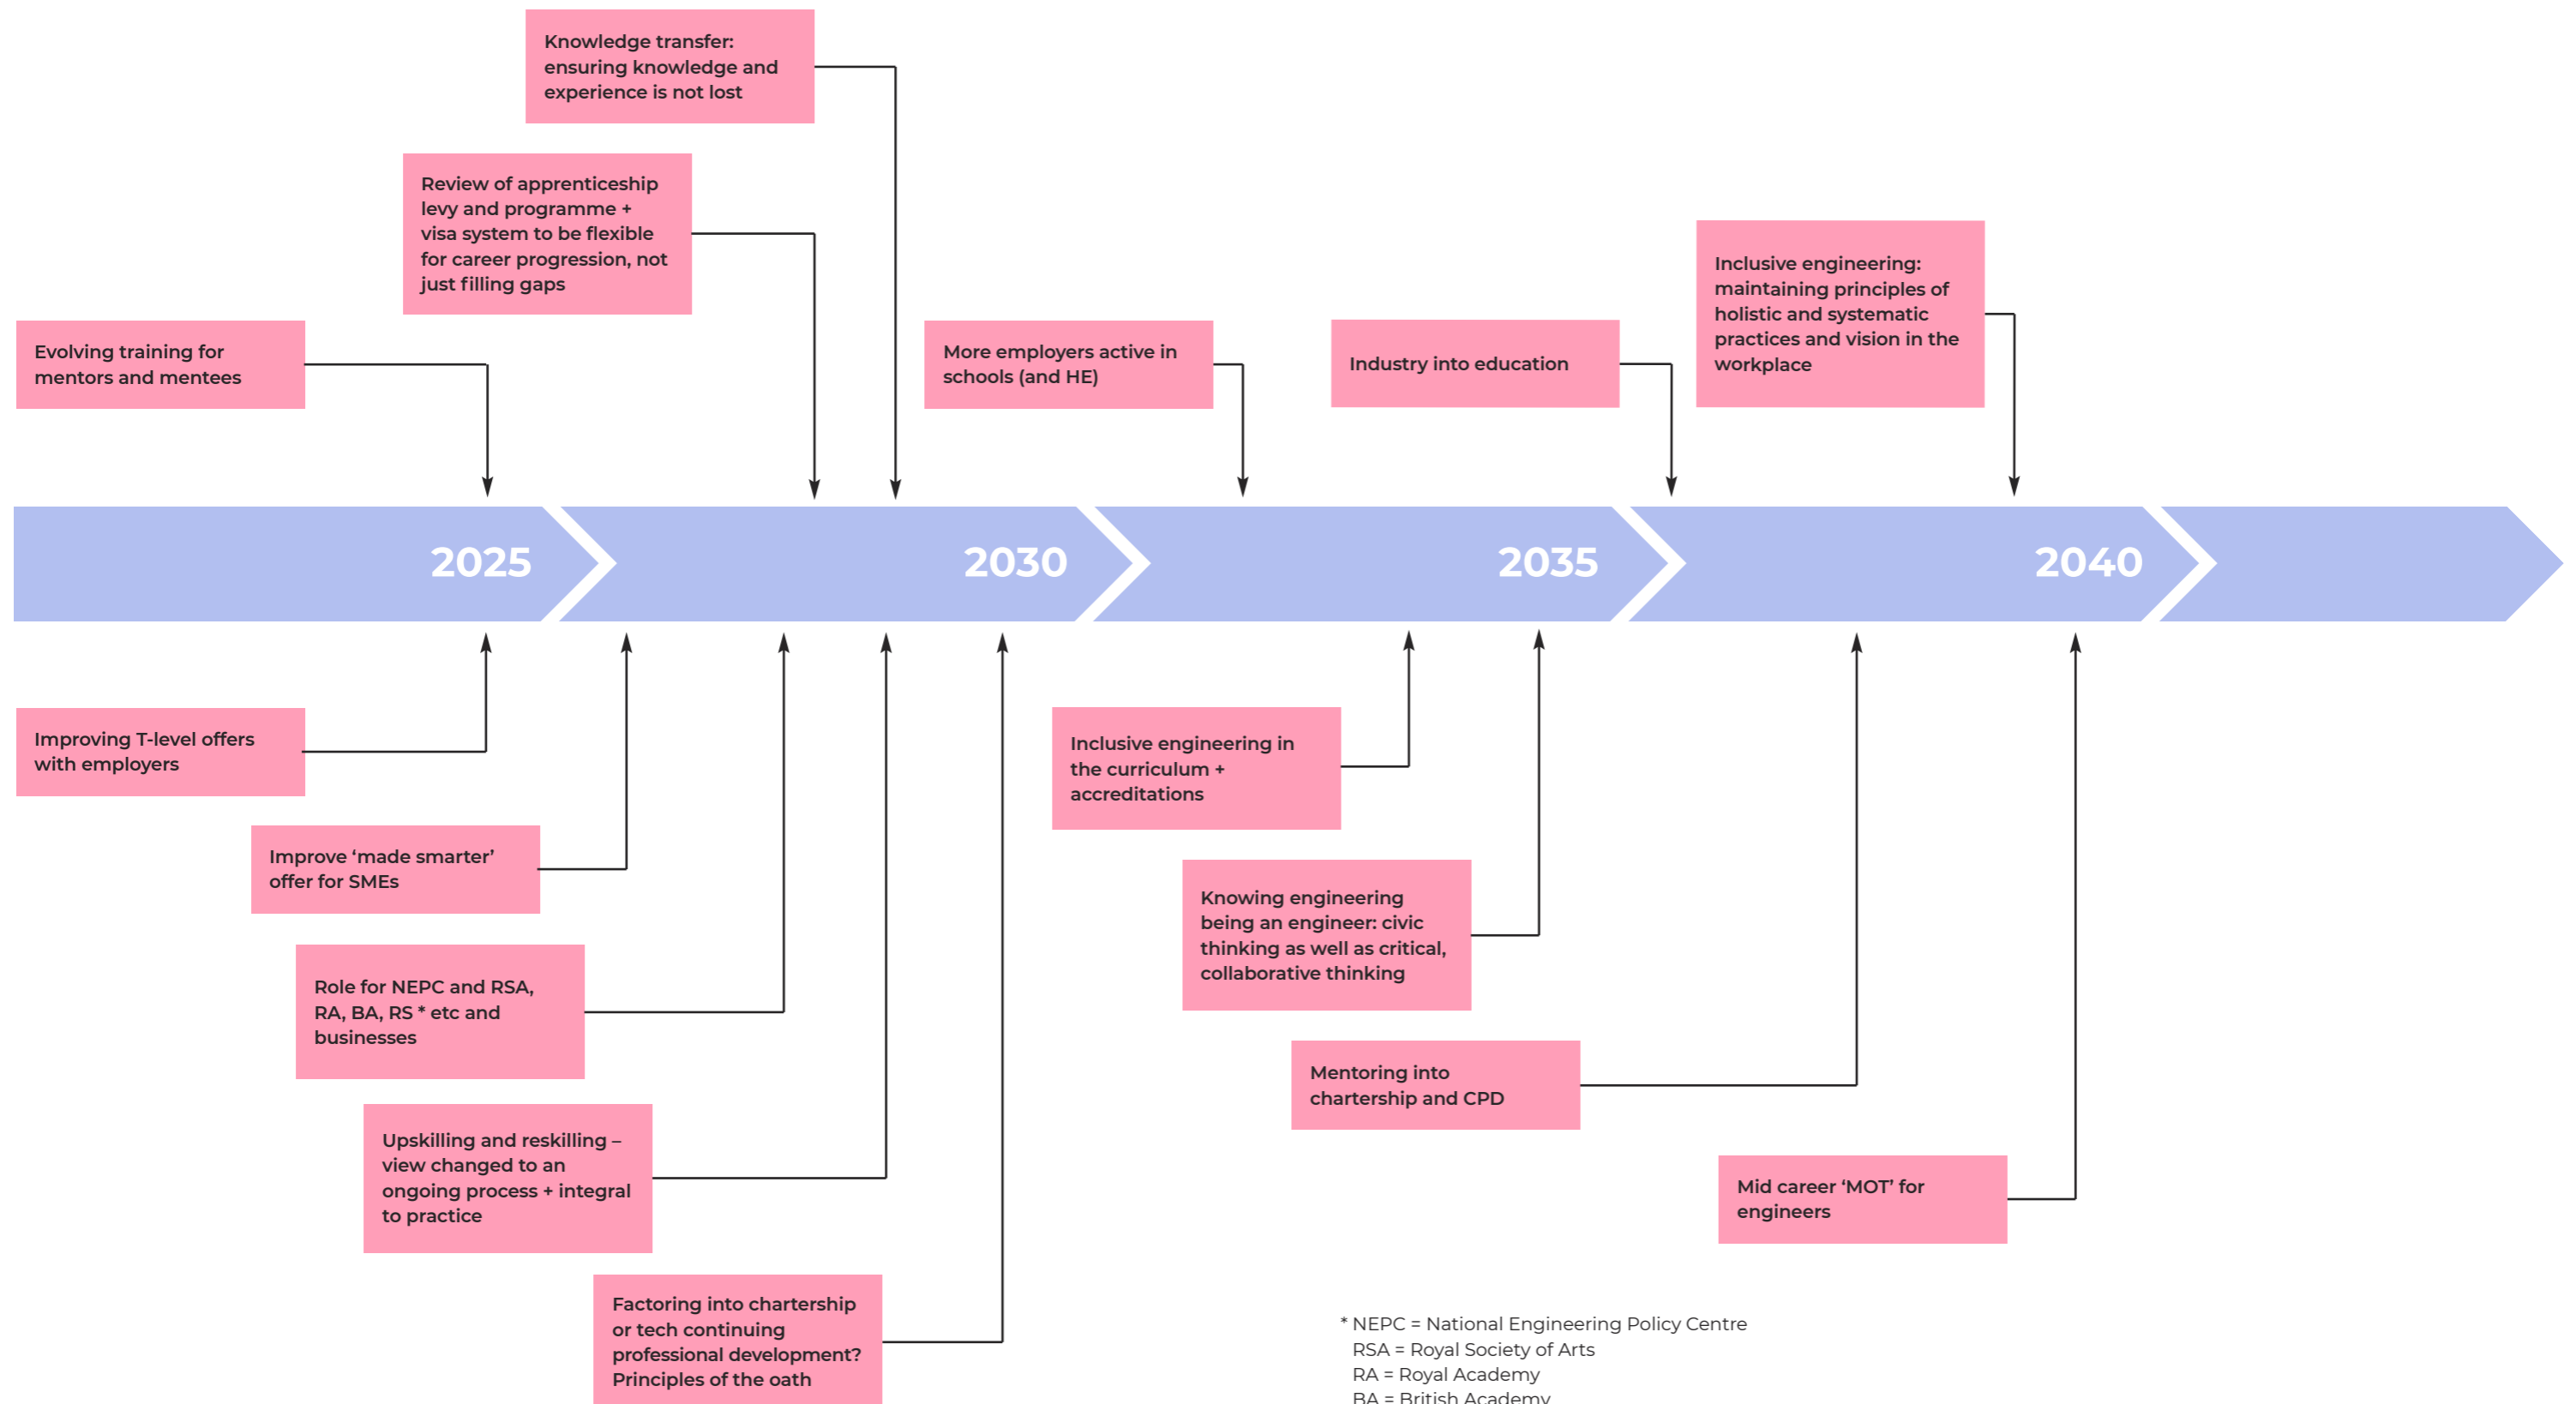 Knowledge transfer:
ensuring knowledge and
experience is not lost
Review of apprenticeship
levy and programme +
visa system to be flexible
for career progression, not
just filling gaps
Evolving training for
mentors and mentees
More employers active in
schools (and HE)
Industry into education
Inclusive engineering:
maintaining principles of
holistic and systematic
practices and vision in the
workplace
2025
2030
2035
2040
Improving T-level offers
with employers
Improve ‘made smarter’
offer for SMEs
Role for NEPC and RSA,
RA, BA, RS * etc and
businesses
Upskilling and reskilling –
view changed to an
ongoing process + integral
to practice
Factoring into chartership
or tech continuing
professional development?
Principles of the oath
Inclusive engineering in
the curriculum +
accreditations
Knowing engineering
being an engineer: civic
thinking as well as critical,
collaborative thinking
Mentoring into
chartership and CPD
Mid career ‘MOT’ for
engineers
* NEPC = National Engineering Policy Centre
RSA = Royal Society of Arts
RA = Royal Academy
BA = British Academy